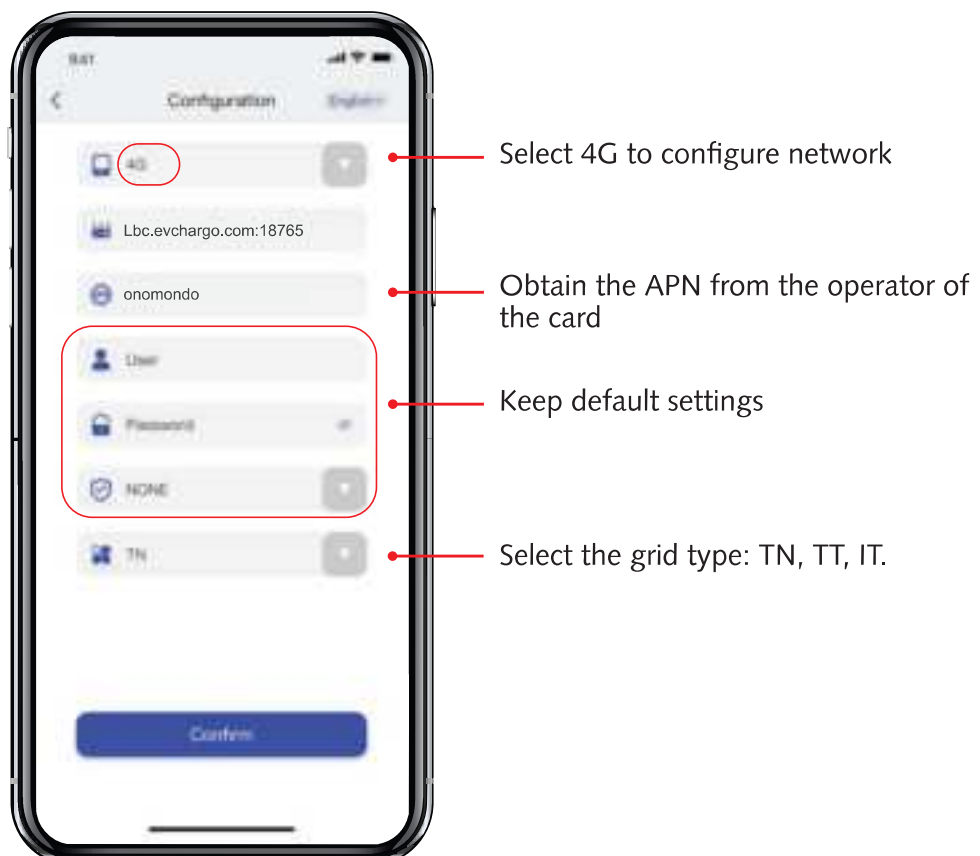 9:41
Configuration English
4G
Select 4G to configure network
Lbc.evchargo.com:18765
onomondo
Obtain the APN from the operator of
the card
User
Keep default settings
Password
NONE
TN
Select the grid type: TN, TT, IT.
Confirm